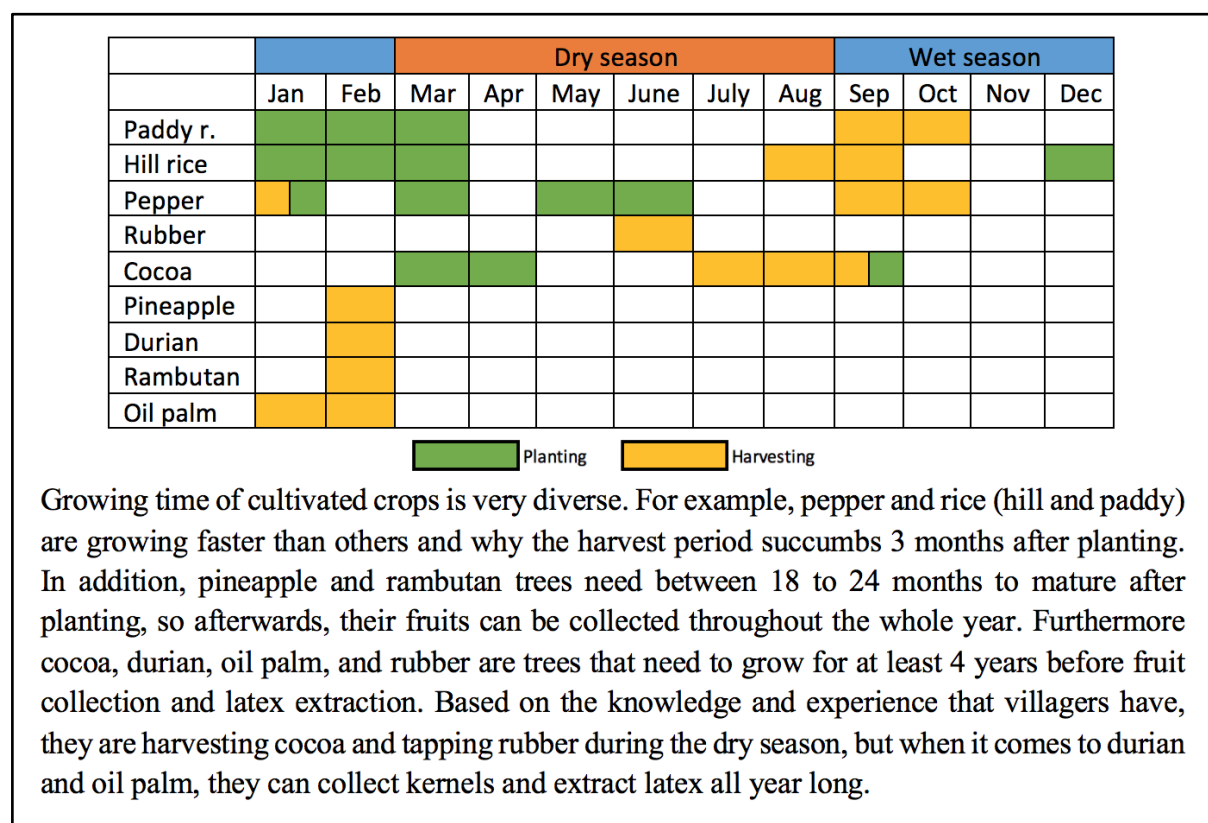 Dry season Wet season
Jan Feb Mar Apr May June July Aug Sep Oct Nov Dec
Paddy r.
Hill rice
Pepper
Rubber
Cocoa
Pineapple
Durian
Rambutan
Oil palm
Planting Harvesting
Growing time of cultivated crops is very diverse. For example, pepper and rice (hill and paddy)
are growing faster than others and why the harvest period succumbs 3 months after planting.
In addition, pineapple and rambutan trees need between 18 to 24 months to mature after
planting, so afterwards, their fruits can be collected throughout the whole year. Furthermore
cocoa, durian, oil palm, and rubber are trees that need to grow for at least 4 years before fruit
collection and latex extraction. Based on the knowledge and experience that villagers have,
they are harvesting cocoa and tapping rubber during the dry season, but when it comes to durian
and oil palm, they can collect kernels and extract latex all year long.